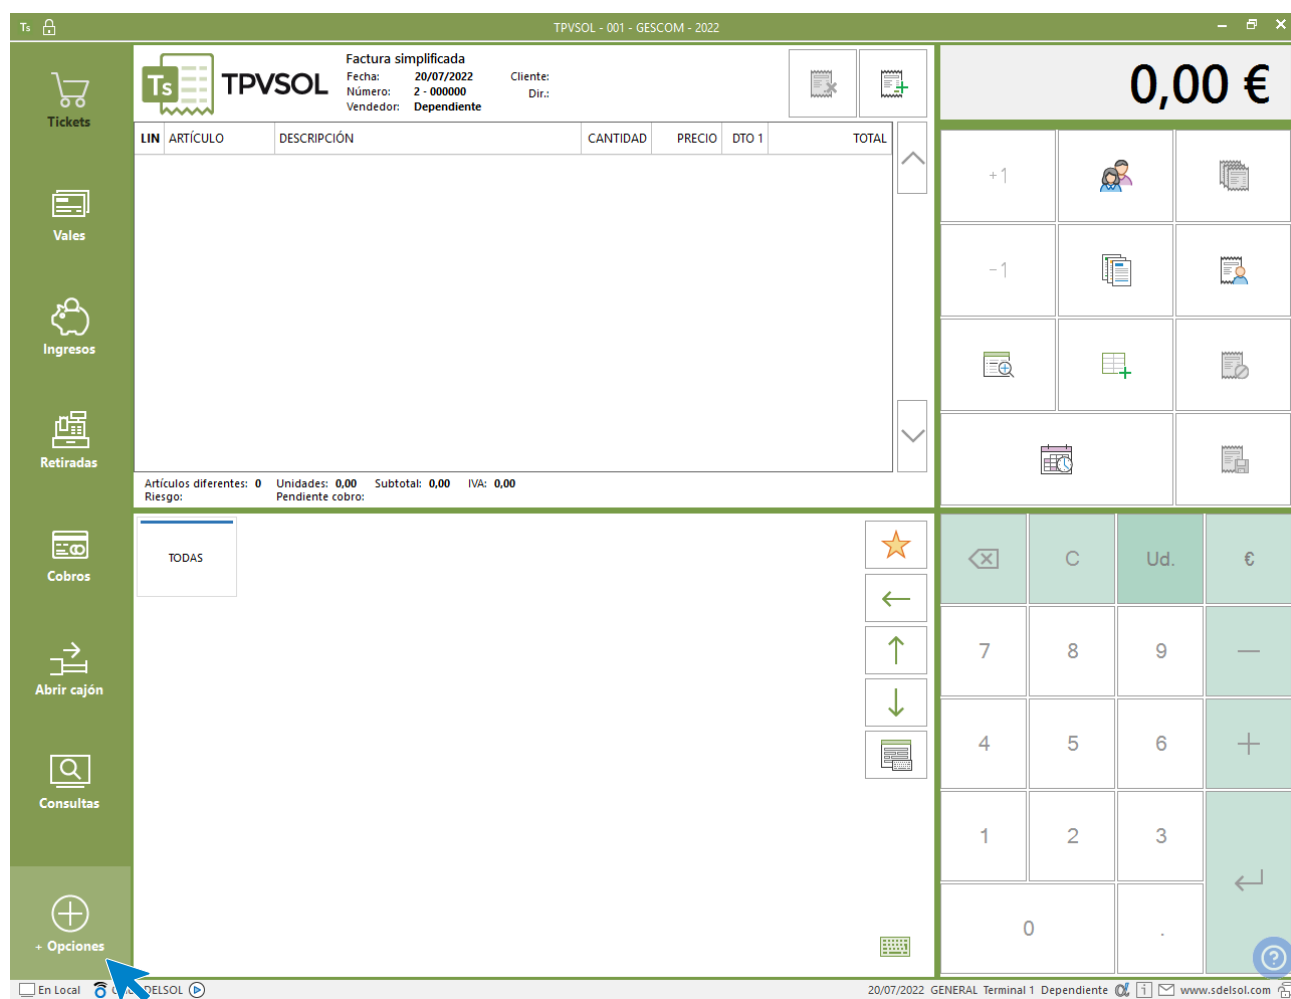 Ts
TPVSOL - 001 - GESCOM - 2022
Tickets
Vales
Ingresos
Retiradas
Cobros
Abrir cajón
Consultas
+ Opciones
Ts TPVSOL
Factura simplificada
Fecha: 20/07/2022 Cliente:
Número: 2 - 000000 Dir.:
Vendedor: Dependiente
LIN ARTÍCULO DESCRIPCIÓN CANTIDAD PRECIO DTO 1 TOTAL
Artículos diferentes: 0 Unidades: 0,00 Subtotal: 0,00 IVA: 0,00
Riesgo: Pendiente cobro:
TODAS
0,00 €
+1
-1
C Ud. €
7 8 9 —
4 5 6 +
1 2 3
0 .
?
En Local DELSOL
20/07/2022 GENERAL Terminal 1 Dependiente www.sdelsol.com